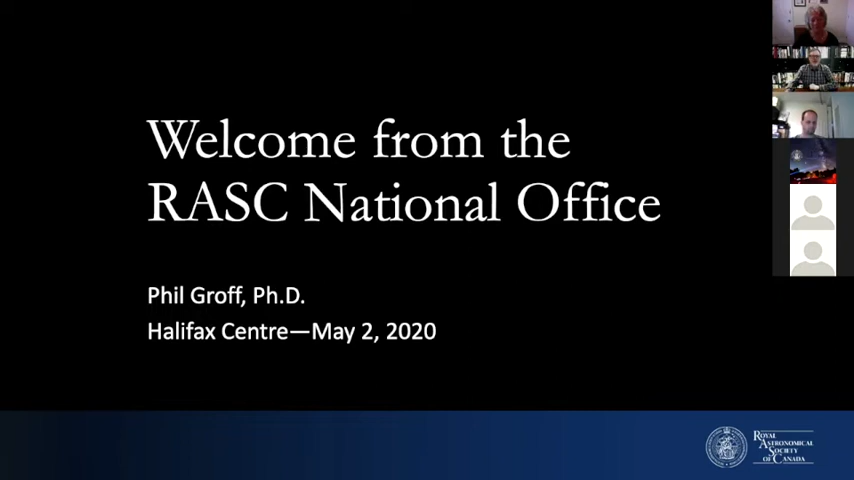 Welcome from the
RASC National Office
Phil Groff, Ph.D.
Halifax Centre—May 2, 2020
ROYAL
ASTRONOMICAL
SOCIETY
OF CANADA